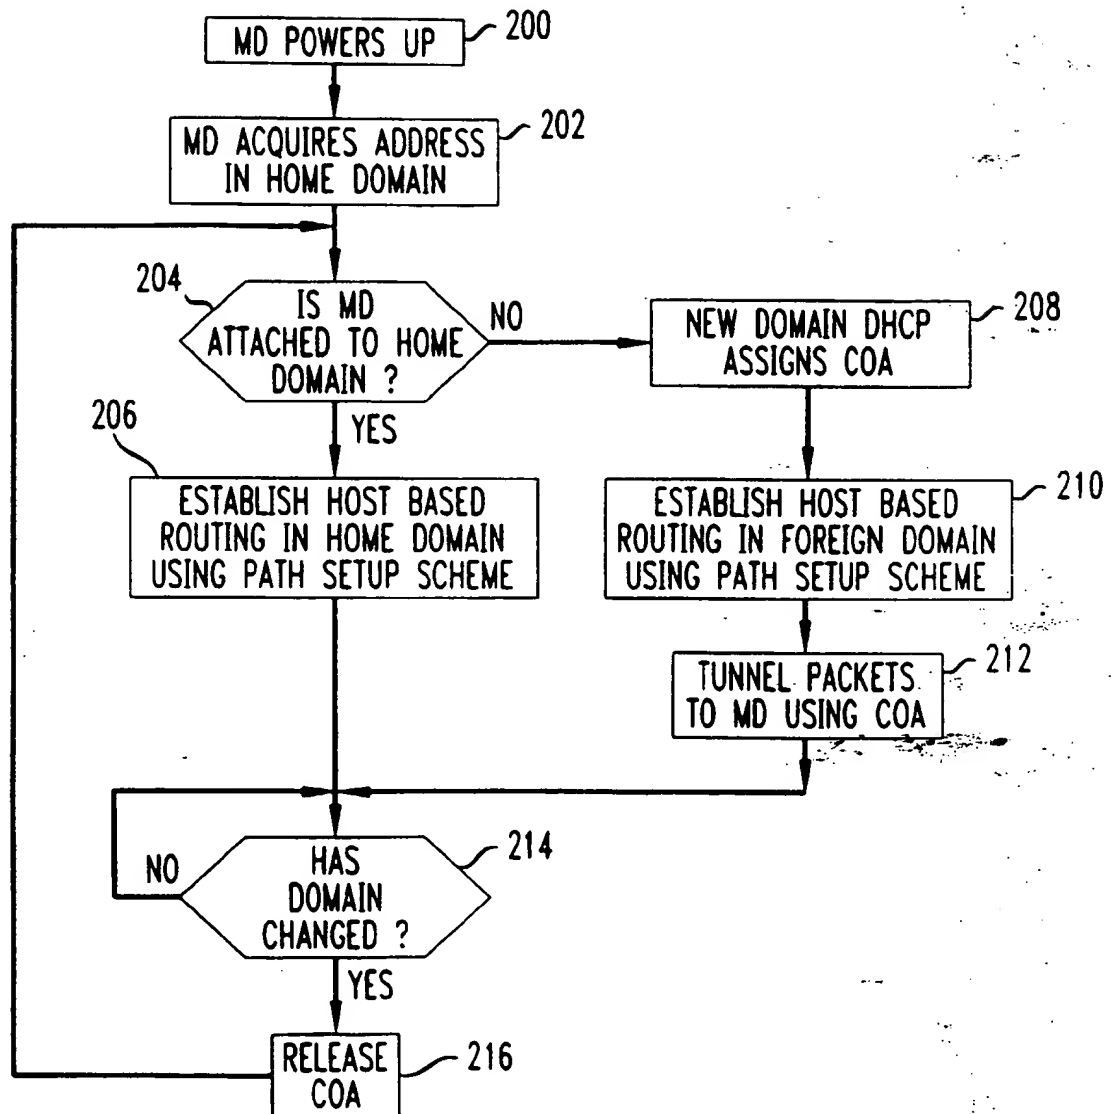 MD POWERS UP
200
MD ACQUIRES ADDRESS
IN HOME DOMAIN
202
204
IS MD
ATTACHED TO HOME
DOMAIN ?
NO
YES
NEW DOMAIN DHCP
ASSIGNS COA
208
206
ESTABLISH HOST BASED
ROUTING IN HOME DOMAIN
USING PATH SETUP SCHEME
ESTABLISH HOST BASED
ROUTING IN FOREIGN DOMAIN
USING PATH SETUP SCHEME
210
TUNNEL PACKETS
TO MD USING COA
212
HAS
DOMAIN
CHANGED ?
214
NO
YES
RELEASE
COA
216